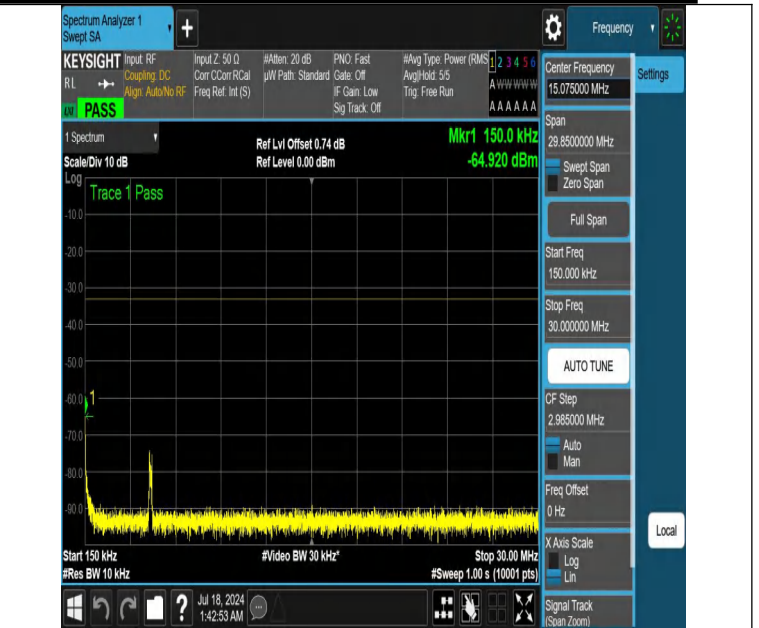 Spectrum Analyzer 1
Swept SA
Frequency
KEYSIGHT
RL
PASS
Input: RF
Coupling: DC
Align: Auto/No RF
Input Z: 50 Ω
Corr CCorr RCal
Freq Ref: Int (S)
#Atten: 20 dB
µW Path: Standard
PNO: Fast
Gate: Off
IF Gain: Low
Sig Track: Off
#Avg Type: Power (RMS
Avg|Hold: 5/5
Trig: Free Run
1 2 3 4 5 6
A W W W W W
A A A A A A
1 Spectrum
Scale/Div 10 dB
Ref Lvl Offset 0.74 dB
Ref Level 0.00 dBm
Mkr1 150.0 kHz
-64.920 dBm
Log
Trace 1 Pass
-10.0
-20.0
-30.0
-40.0
-50.0
-60.0
-70.0
-80.0
-90.0
1
Start 150 kHz
#Res BW 10 kHz
#Video BW 30 kHz*
Stop 30.00 MHz
#Sweep 1.00 s (10001 pts)
Jul 18, 2024
1:42:53 AM
Settings
Center Frequency
15.075000 MHz
Span
29.8500000 MHz
Swept Span
Zero Span
Full Span
Start Freq
150.000 kHz
Stop Freq
30.000000 MHz
AUTO TUNE
CF Step
2.985000 MHz
Auto
Man
Freq Offset
0 Hz
X Axis Scale
Log
Lin
Signal Track
(Span Zoom)
Local